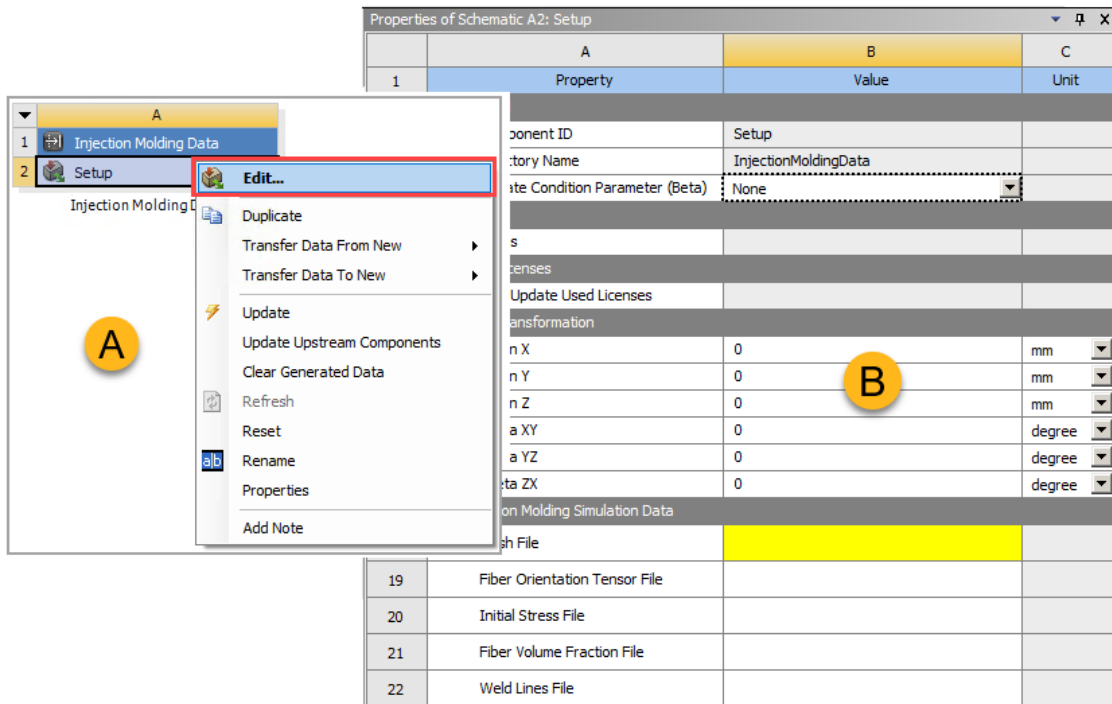 Properties of Schematic A2: Setup
A B C
1 Property Value Unit
ponent ID Setup
ctory Name InjectionMoldingData
ate Condition Parameter (Beta) None
s
censes
Update Used Licenses
ansformation
n X 0 mm
n Y 0 mm
n Z 0 mm
a XY 0 degree
a YZ 0 degree
eta ZX 0 degree
on Molding Simulation Data
sh File
19 Fiber Orientation Tensor File
20 Initial Stress File
21 Fiber Volume Fraction File
22 Weld Lines File
A
1 Injection Molding Data
2 Setup
Injection Molding D
Edit...
Duplicate
Transfer Data From New
Transfer Data To New
Update
Update Upstream Components
Clear Generated Data
Refresh
Reset
a|b Rename
Properties
Add Note
A
B